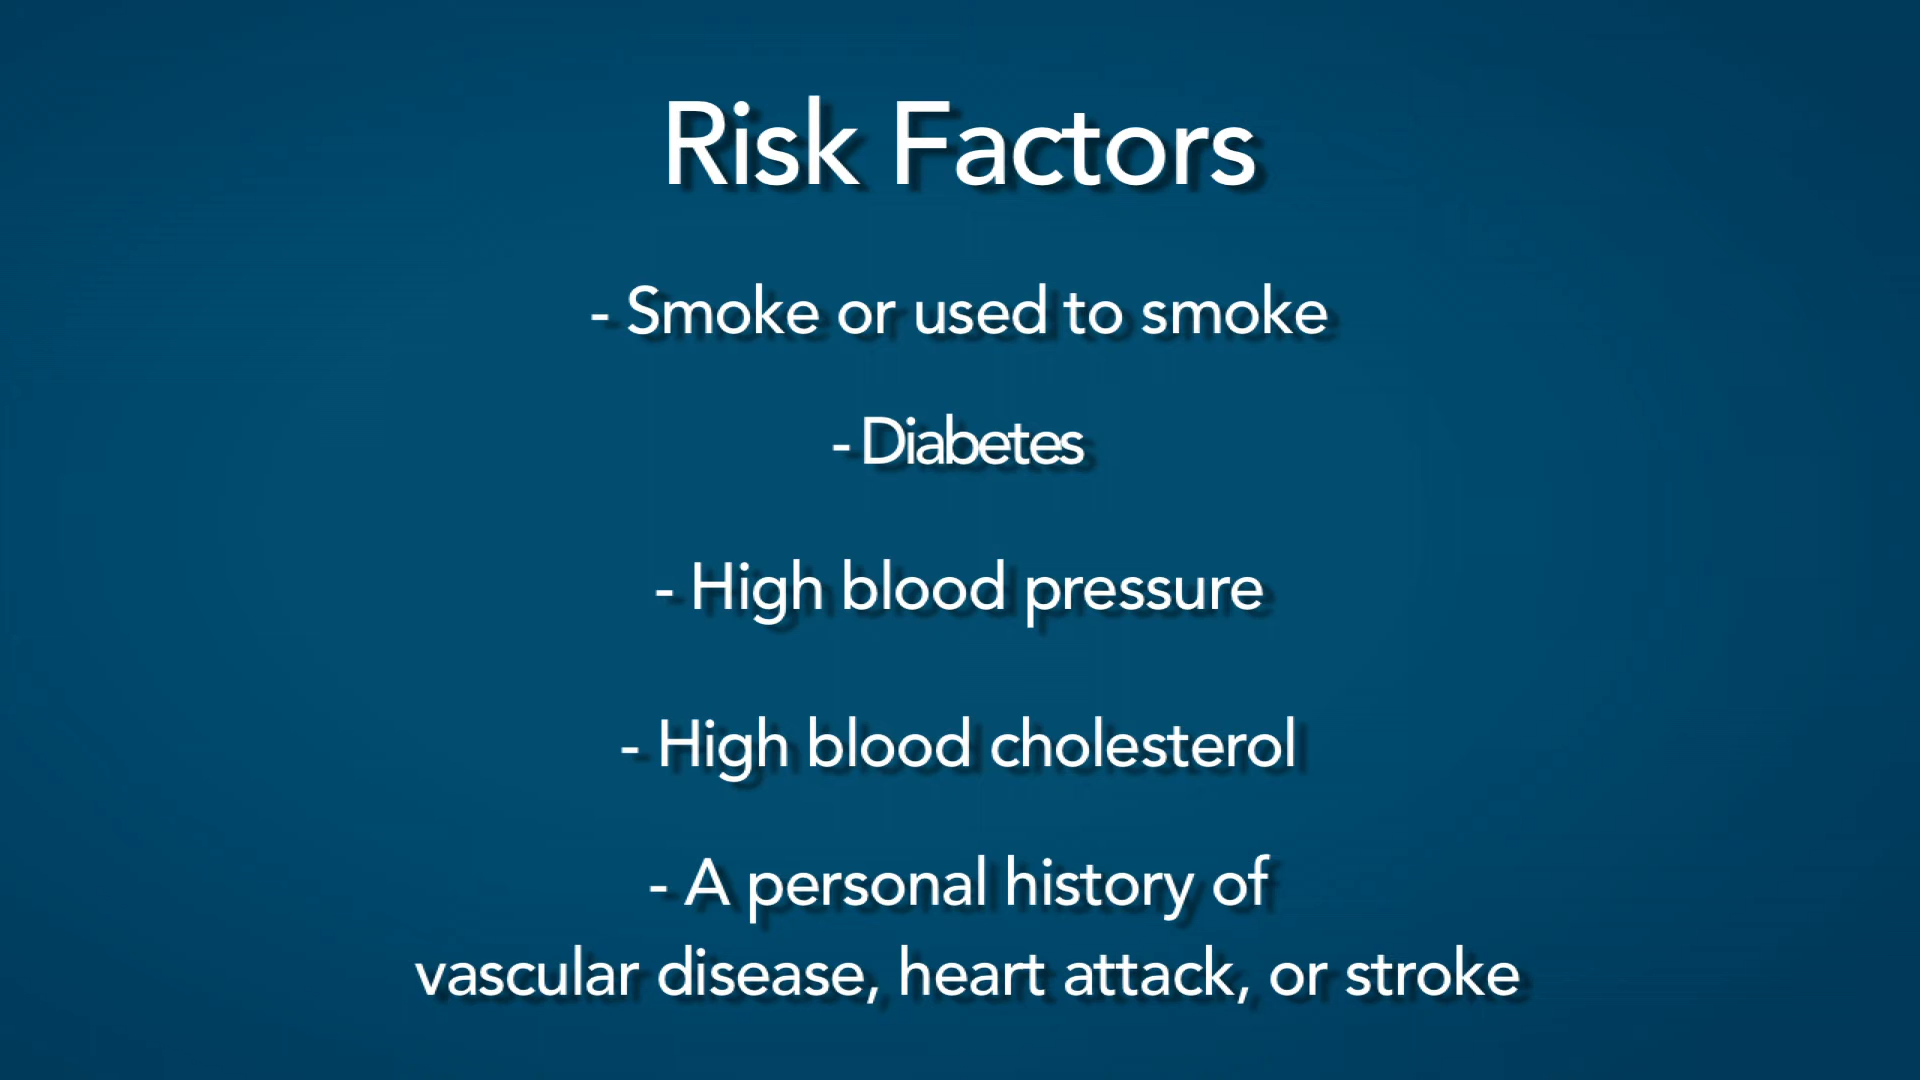 Risk Factors
- Smoke or used to smoke
- Diabetes
- High blood pressure
- High blood cholesterol
- A personal history of
vascular disease, heart attack, or stroke